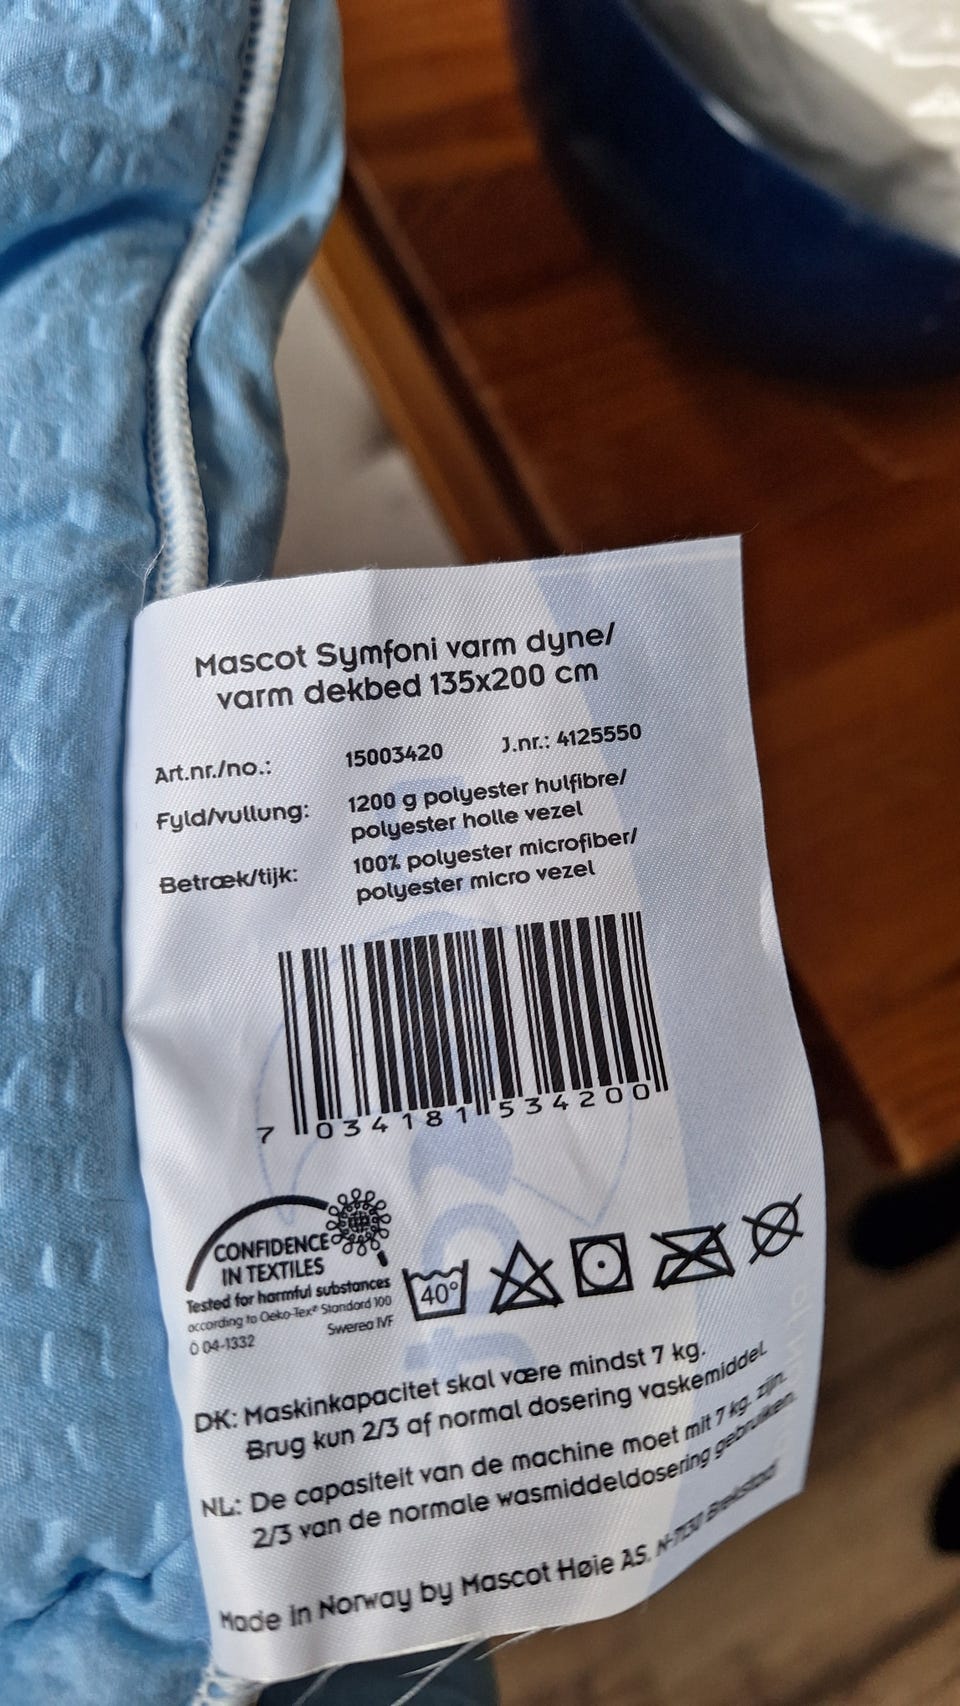 Mascot Symfoni varm dyne/
varm dekbed 135x200 cm
Art.nr./no.: 15003420 J.nr.: 4125550
Fyld/vullung: 1200 g polyester hulfibre/
polyester holle vezel
Betræk/tijk: 100% polyester microfiber/
polyester micro vezel
7 034181 534200
CONFIDENCE
IN TEXTILES
Tested for harmful substances
according to Oeko-Tex® Standard 100
Ö 04-1332 Swerea IVF
40°
DK: Maskinkapacitet skal være mindst 7 kg.
Brug kun 2/3 af normal dosering vaskemiddel.
NL: De capasiteit van de machine moet mit 7 kg. zijn.
2/3 van de normale wasmiddeldosering gebruiken.
Made in Norway by Mascot Høie AS. N-7130 Brekstad